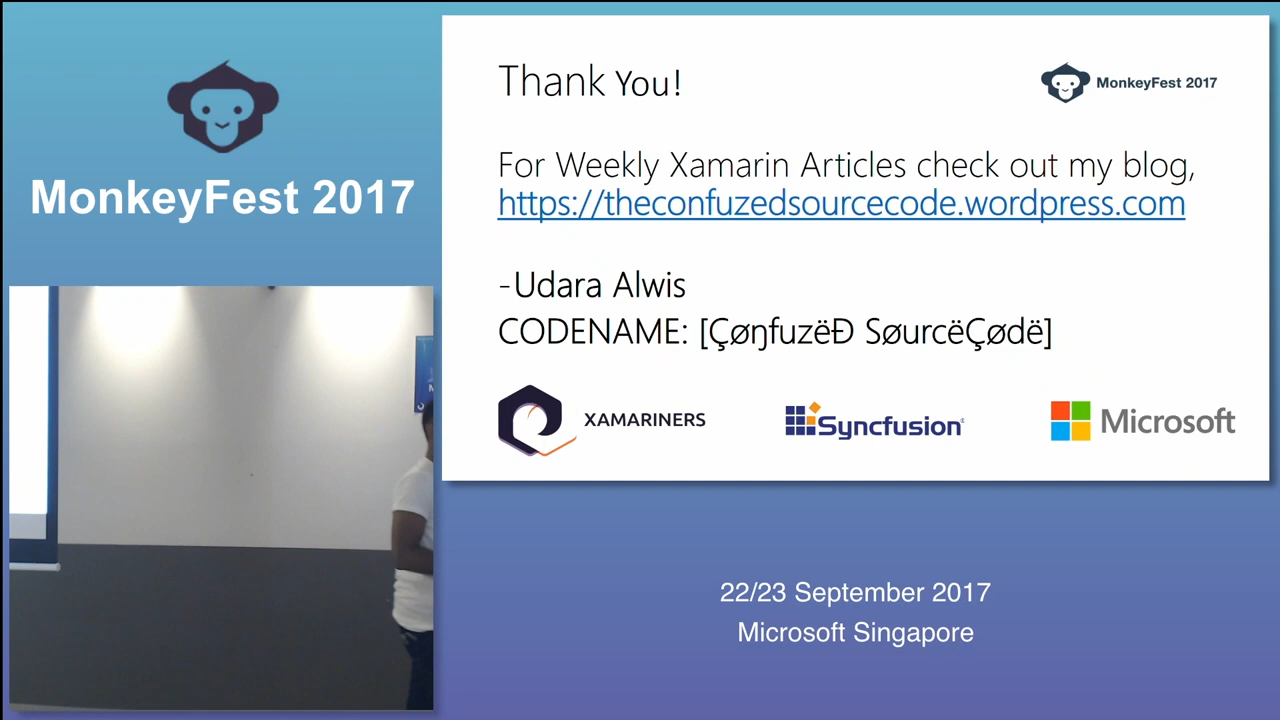 MonkeyFest 2017
Thank You!
MonkeyFest 2017
For Weekly Xamarin Articles check out my blog,
https://theconfuzedsourcecode.wordpress.com
-Udara Alwis
CODENAME: [ÇøŋfuzëĐ SøurcëÇødë]
XAMARINERS
Syncfusion
Microsoft
22/23 September 2017
Microsoft Singapore